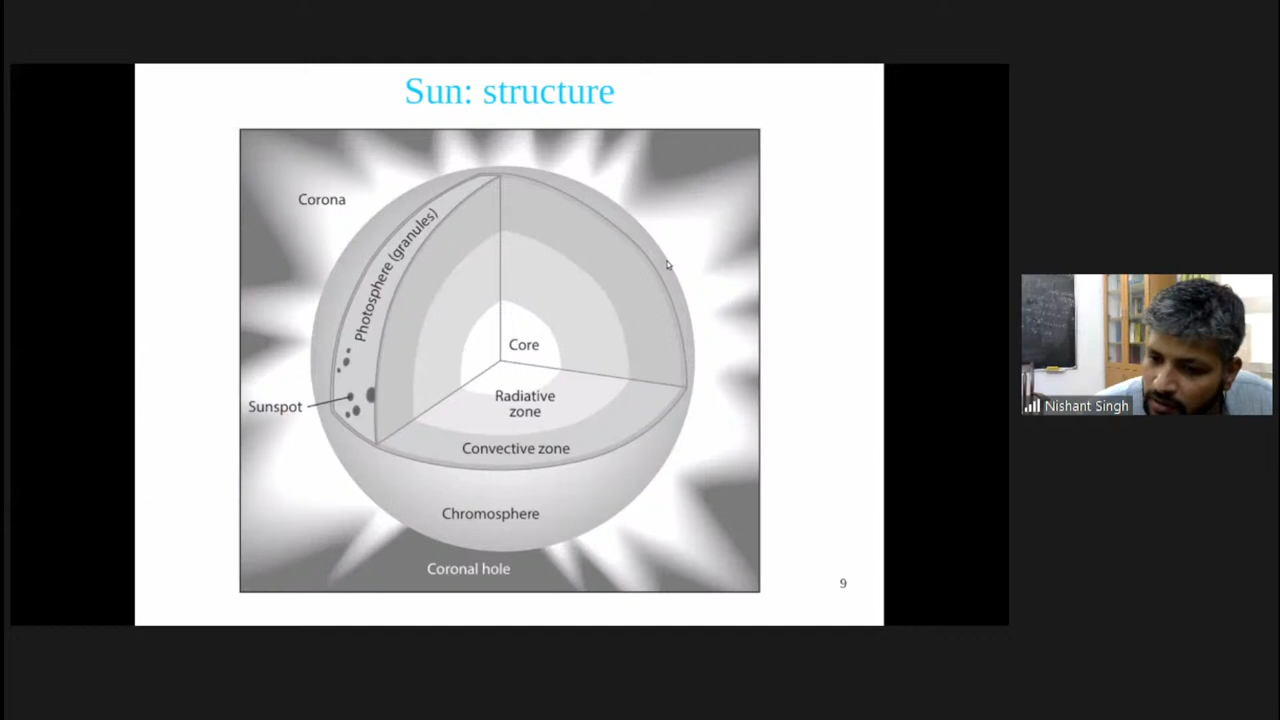 Sun: structure
Corona
Photosphere (granules)
Core
Sunspot
Radiative
zone
Convective zone
Chromosphere
Coronal hole
9
Nishant Singh